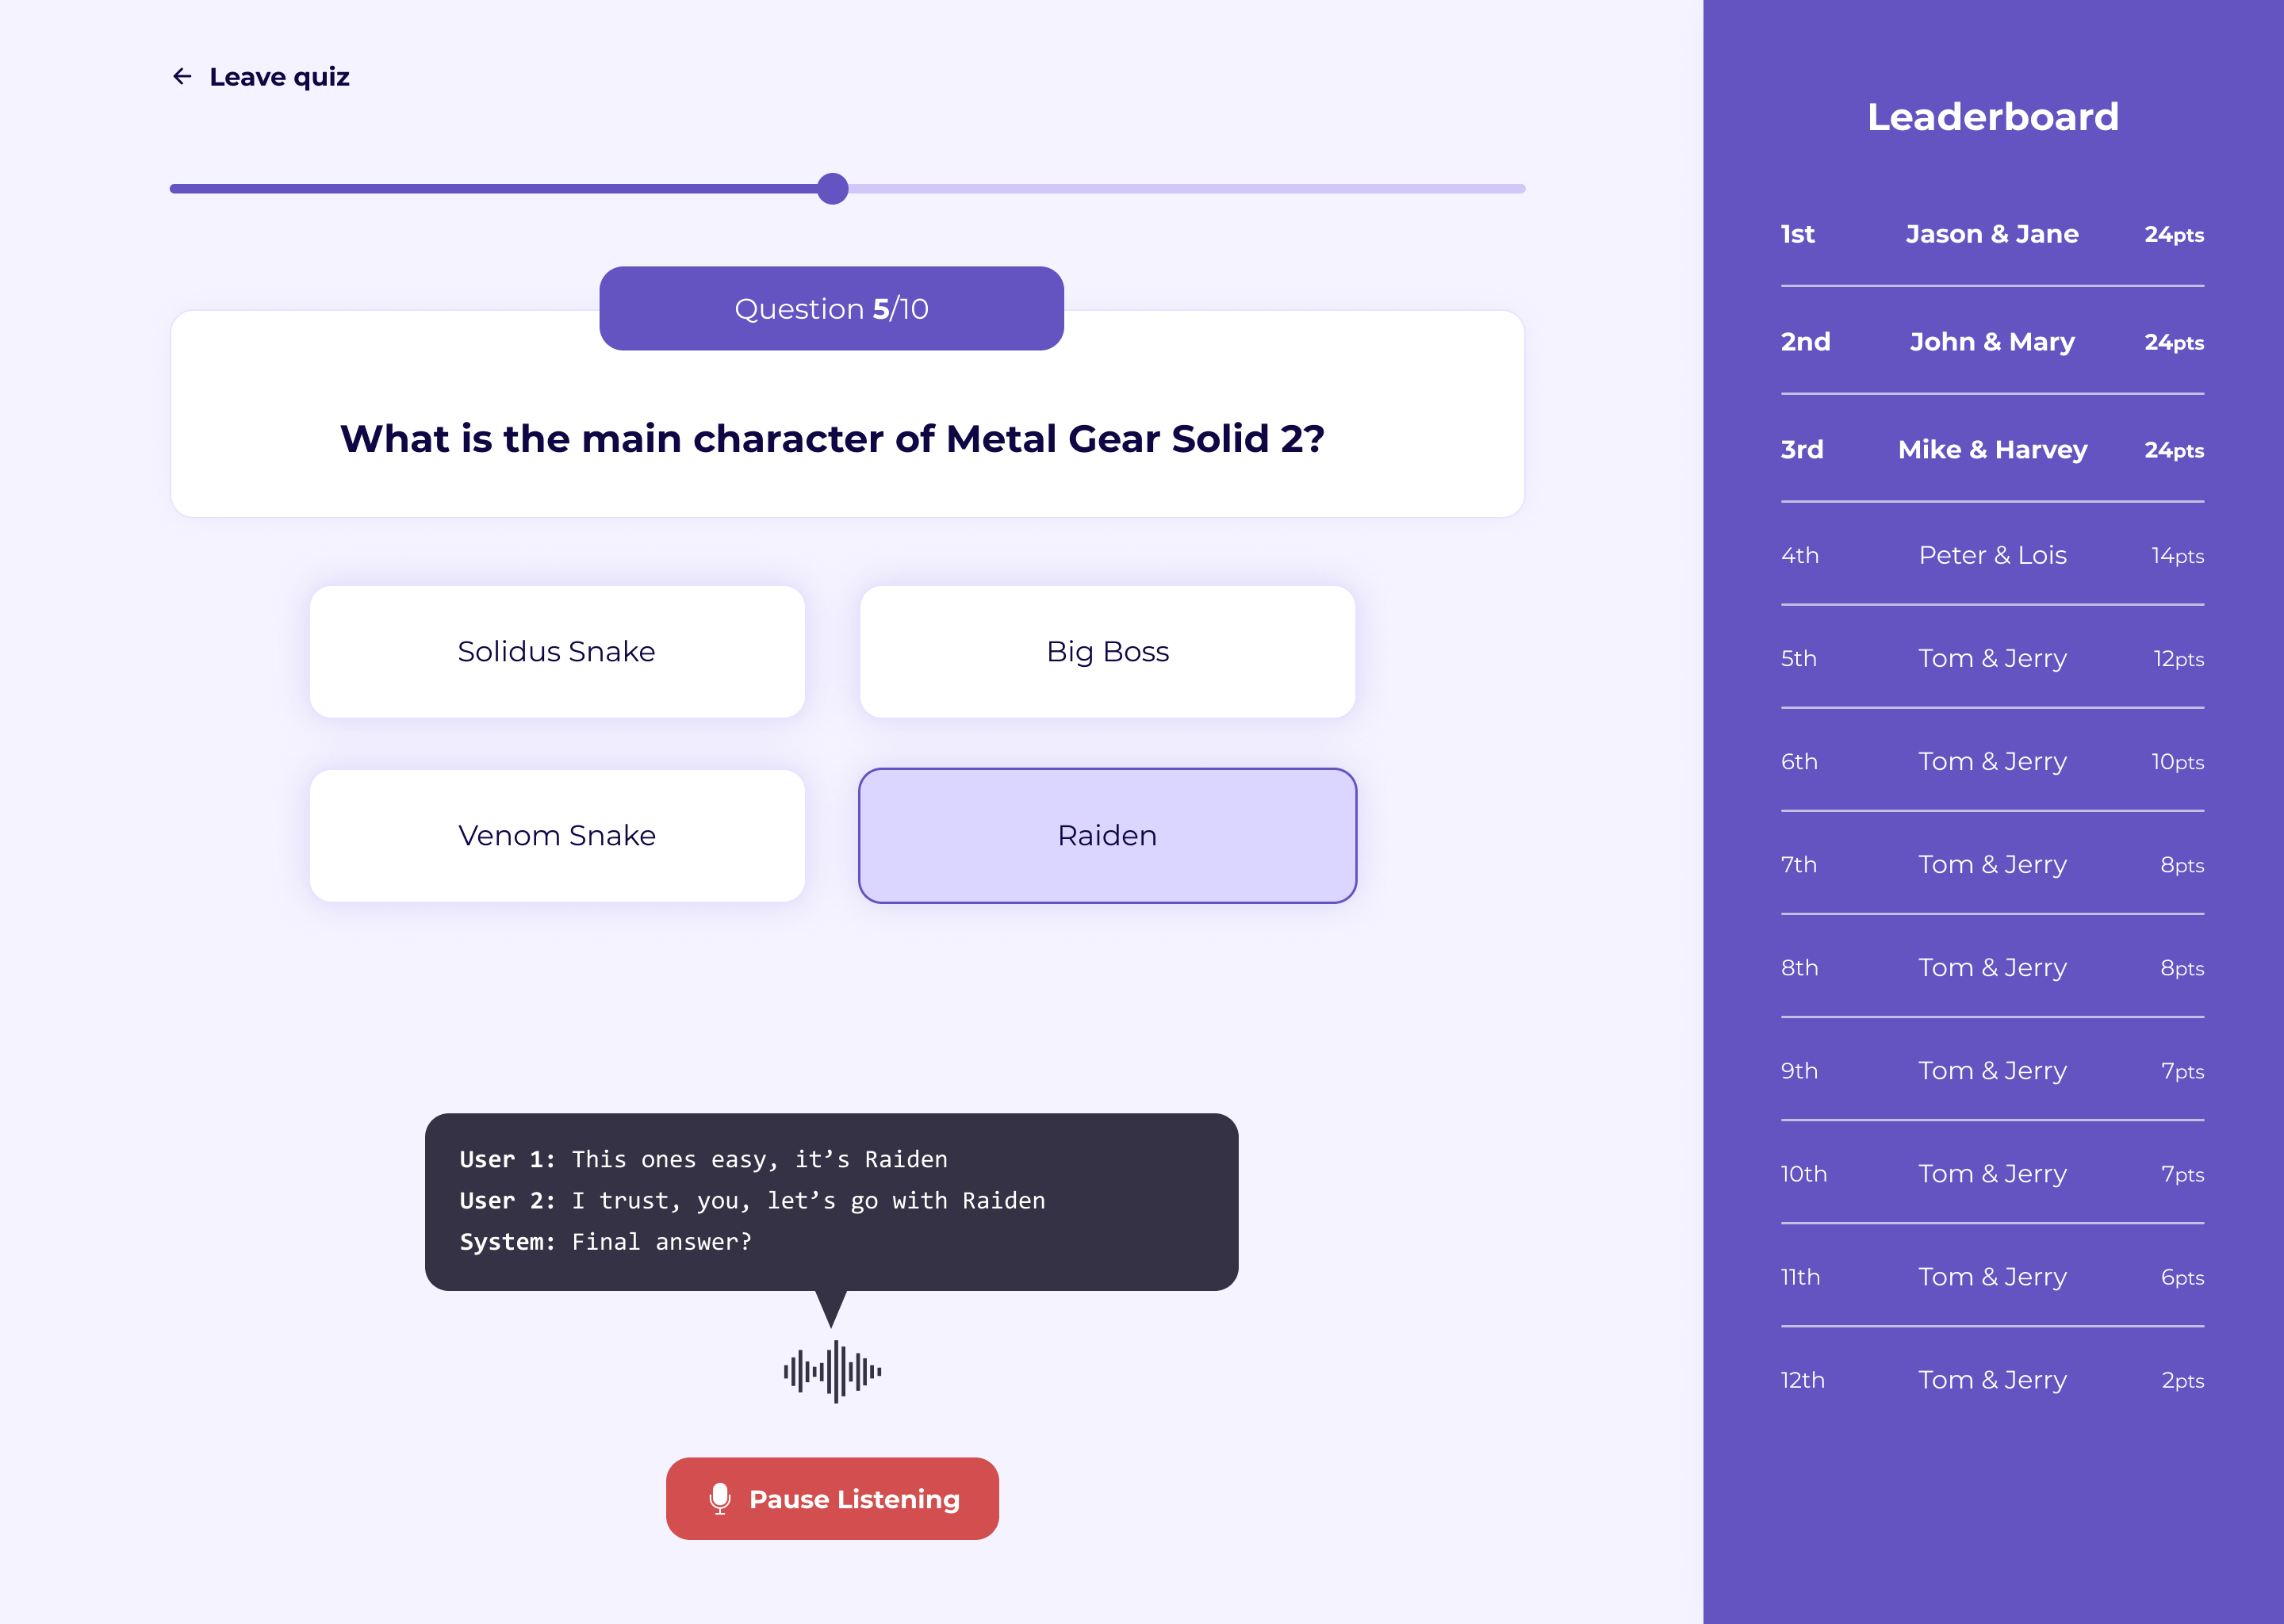 Leave quiz
Question 5/10
What is the main character of Metal Gear Solid 2?
Solidus Snake
Big Boss
Venom Snake
Raiden
User 1: This ones easy, it’s Raiden
User 2: I trust, you, let’s go with Raiden
System: Final answer?
Pause Listening
Leaderboard
1st Jason & Jane 24pts
2nd John & Mary 24pts
3rd Mike & Harvey 24pts
4th Peter & Lois 14pts
5th Tom & Jerry 12pts
6th Tom & Jerry 10pts
7th Tom & Jerry 8pts
8th Tom & Jerry 8pts
9th Tom & Jerry 7pts
10th Tom & Jerry 7pts
11th Tom & Jerry 6pts
12th Tom & Jerry 2pts